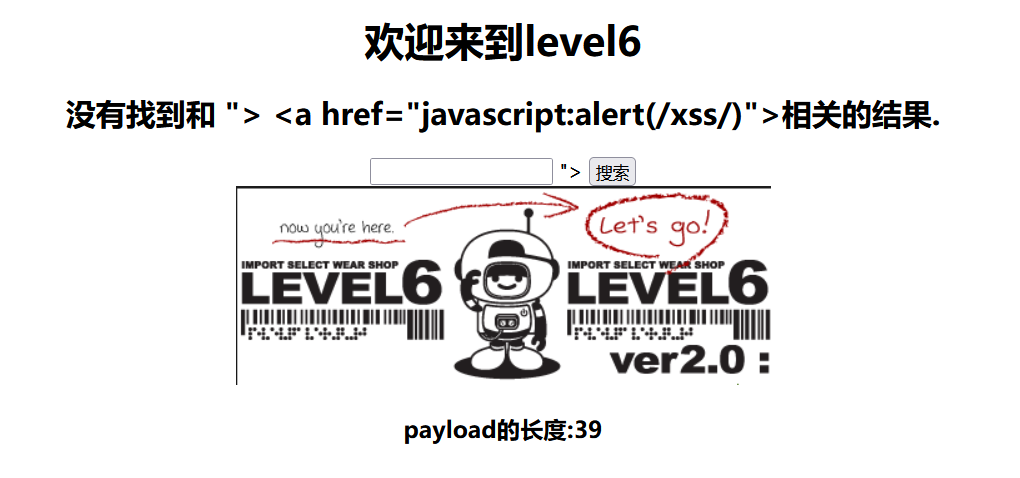 欢迎来到level6
没有找到和 "> <a href="javascript:alert(/xss/)">相关的结果.
"> 搜索
now you're here. Let's go!
IMPORT SELECT WEAR SHOP IMPORT SELECT WEAR SHOP
LEVEL6 LEVEL6
ver2.0 :
payload的长度:39